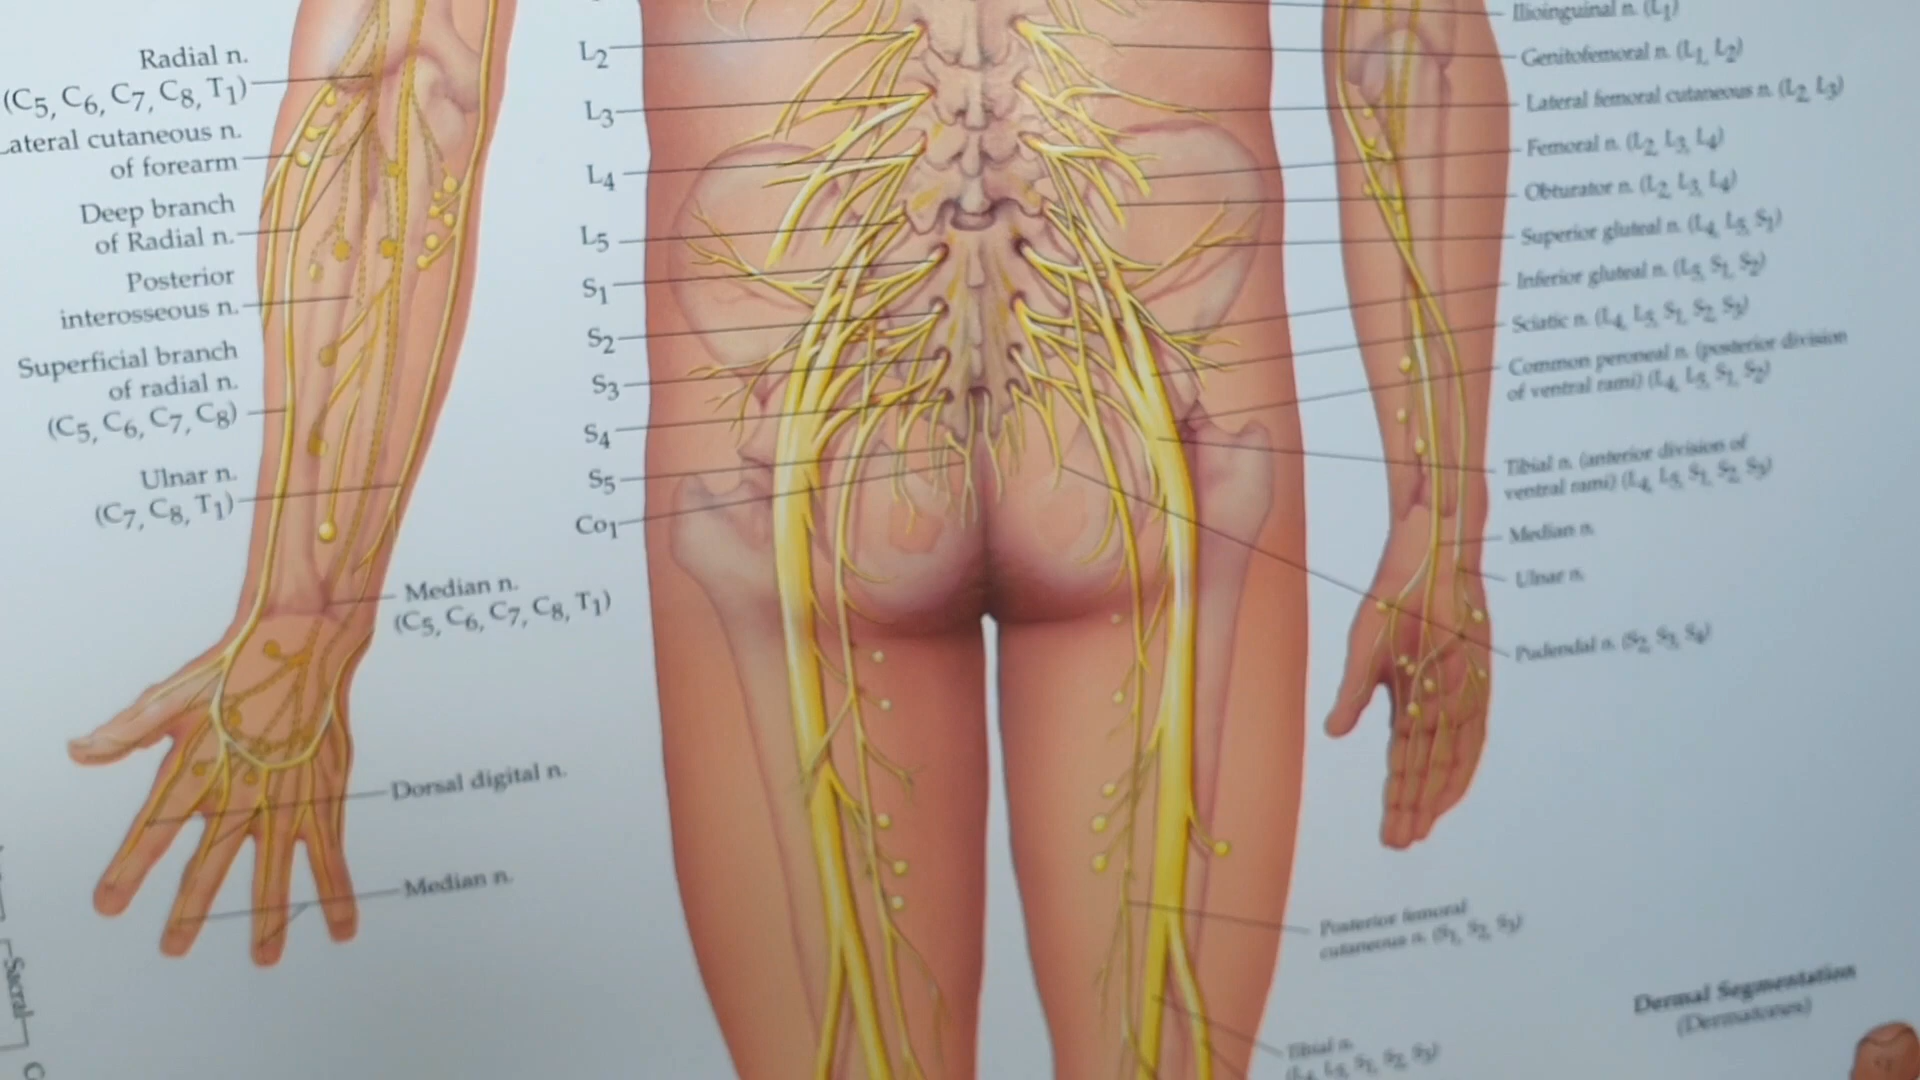 Radial n.
(C5, C6, C7, C8, T1)
Lateral cutaneous n.
of forearm
Deep branch
of Radial n.
Posterior
interosseous n.
Superficial branch
of radial n.
(C5, C6, C7, C8)
Ulnar n.
(C7, C8, T1)
Median n.
(C5, C6, C7, C8, T1)
Dorsal digital n.
Median n.
Sacral
L2
L3
L4
L5
S1
S2
S3
S4
S5
Co1
Ilioinguinal n. (L1)
Genitofemoral n. (L1, L2)
Lateral femoral cutaneous n. (L2, L3)
Femoral n. (L2, L3, L4)
Obturator n. (L2, L3, L4)
Superior gluteal n. (L4, L5, S1)
Inferior gluteal n. (L5, S1, S2)
Sciatic n. (L4, L5, S1, S2, S3)
Common peroneal n. (posterior division
of ventral rami) (L4, L5, S1, S2)
Tibial n. (anterior division of
ventral rami) (L4, L5, S1, S2, S3)
Median n.
Ulnar n.
Pudendal n. (S2, S3, S4)
Posterior femoral
cutaneous n. (S1, S2, S3)
Tibial n.
(L4, L5, S1, S2, S3)
Dermal Segmentation
(Dermatomes)